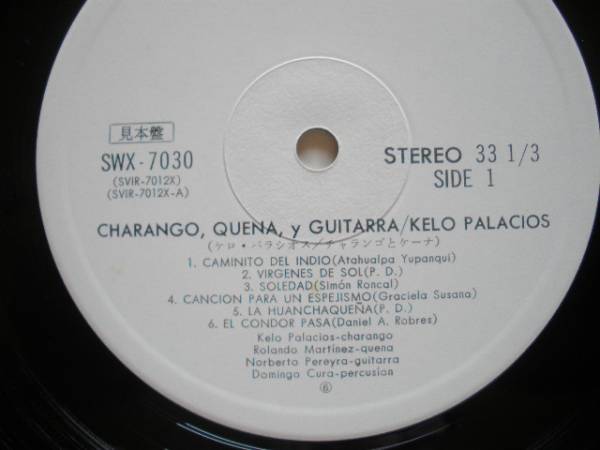 見本盤
SWX-7030
(SVIR-7012X)
(SVIR-7012X-A)
STEREO 33 1/3
SIDE 1
CHARANGO, QUENA, y GUITARRA/KELO PALACIOS
(ケロ・パラシオス/チャランゴとケーナ)
1. CAMINITO DEL INDIO(Atahualpa Yupanqui)
2. VIRGENES DE SOL(P. D.)
3. SOLEDAD(Simón Roncal)
4. CANCION PARA UN ESPEJISMO(Graciela Susana)
5. LA HUANCHAQUEÑA(P. D.)
6. EL CONDOR PASA(Daniel A. Robres)
Kelo Palacios-charango
Rolando Martínez-quena
Norberto Pereyra-guitarra
Domingo Cura-percusion
⑥